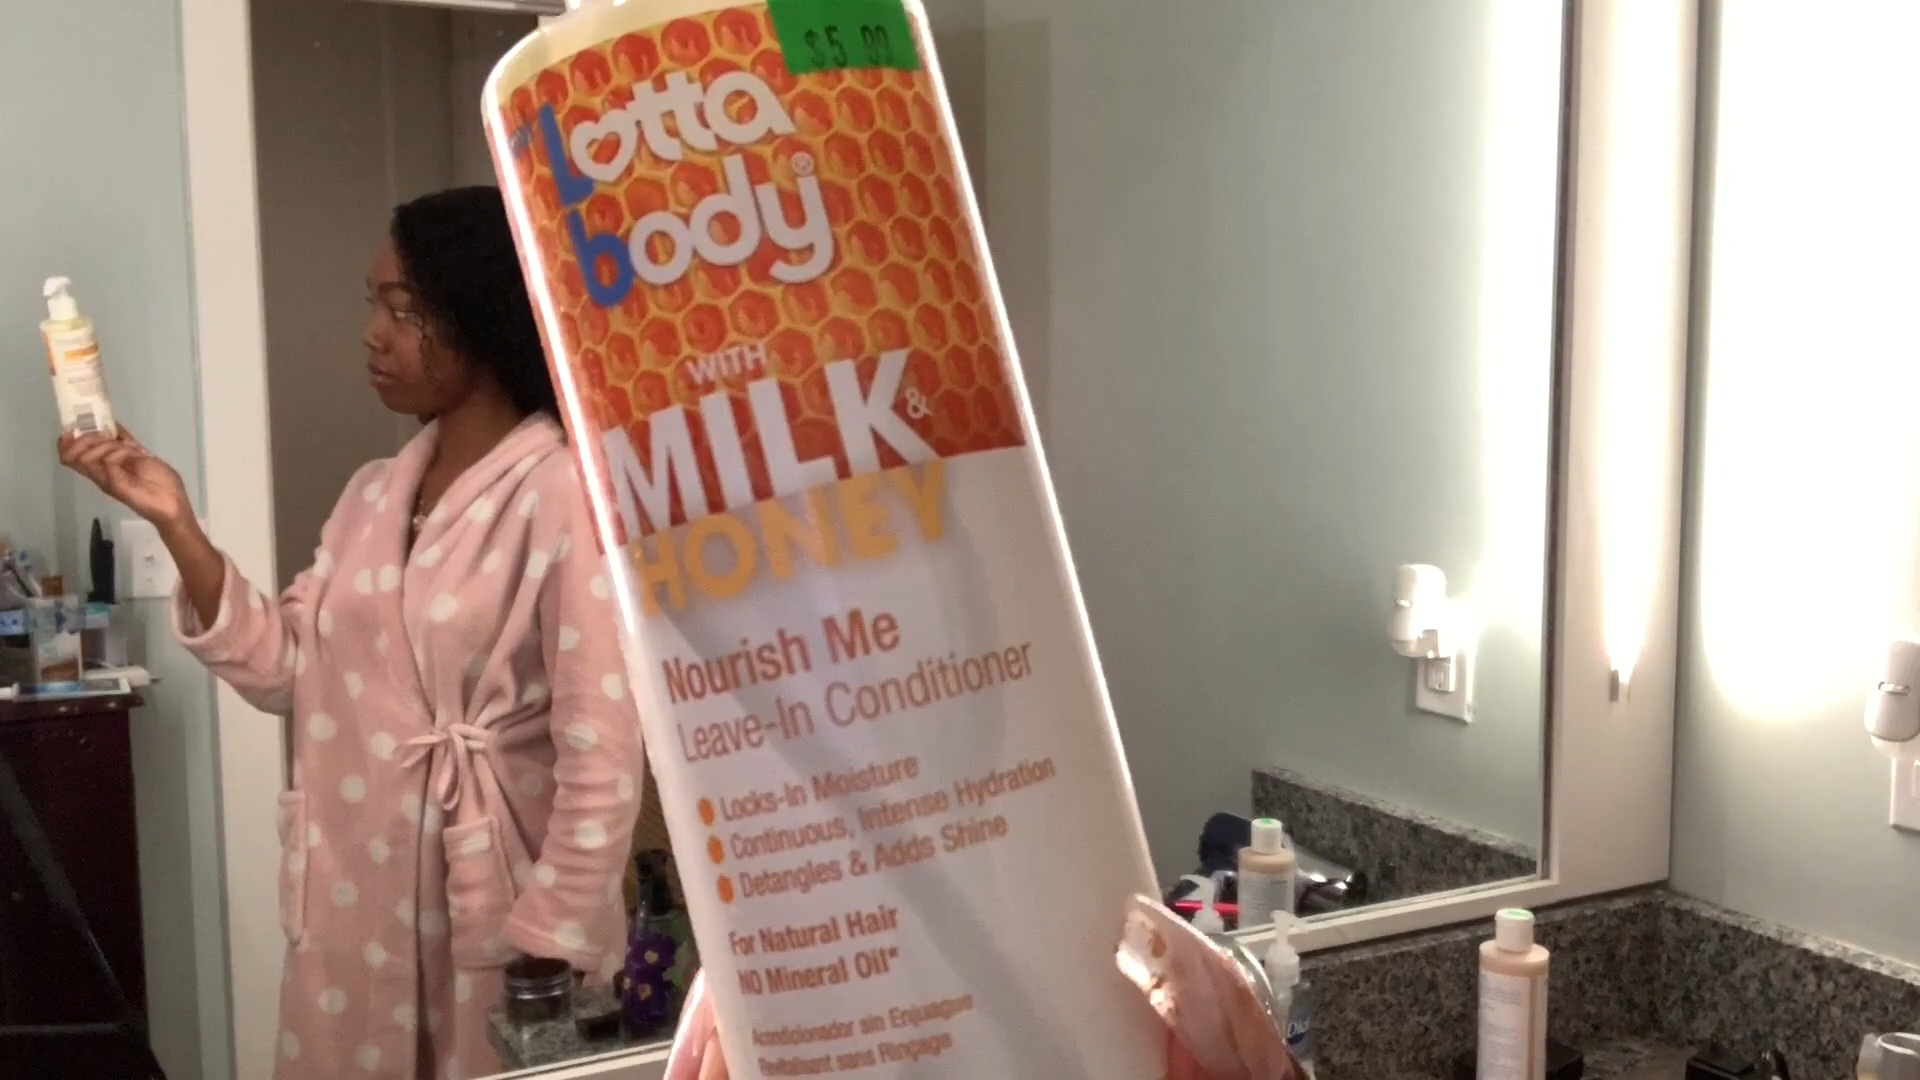 $5.99
Lotta
body
WITH
MILK &
HONEY
Nourish Me
Leave-In Conditioner
Locks-In Moisture
Continuous, Intense Hydration
Detangles & Adds Shine
For Natural Hair
NO Mineral Oil*
Acondicionador sin Enjuague
Revitalisant sans Rinçage